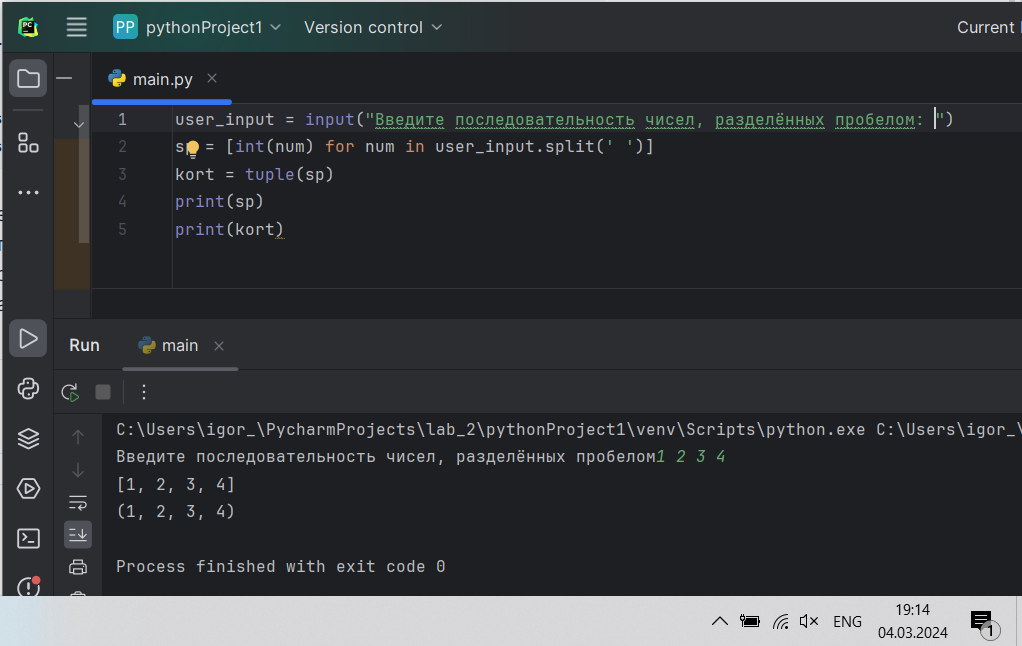 PC
PP pythonProject1 Version control Current
main.py
1 user_input = input("Введите последовательность чисел, разделённых пробелом: ")
2 sp = [int(num) for num in user_input.split(' ')]
3 kort = tuple(sp)
4 print(sp)
5 print(kort)
Run main
C:\Users\igor_\PycharmProjects\lab_2\pythonProject1\venv\Scripts\python.exe C:\Users\igor_\
Введите последовательность чисел, разделённых пробелом1 2 3 4
[1, 2, 3, 4]
(1, 2, 3, 4)
Process finished with exit code 0
ENG
19:14
04.03.2024
1